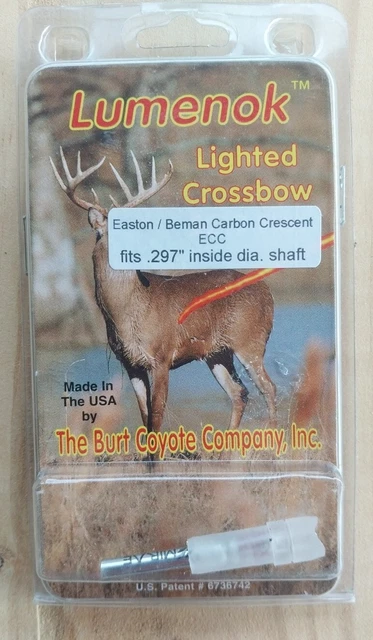 Lumenok™
Lighted
Crossbow
Easton / Beman Carbon Crescent
ECC
fits .297" inside dia. shaft
Made In
The USA
by
The Burt Coyote Company, Inc.
U.S. Patent # 6736742